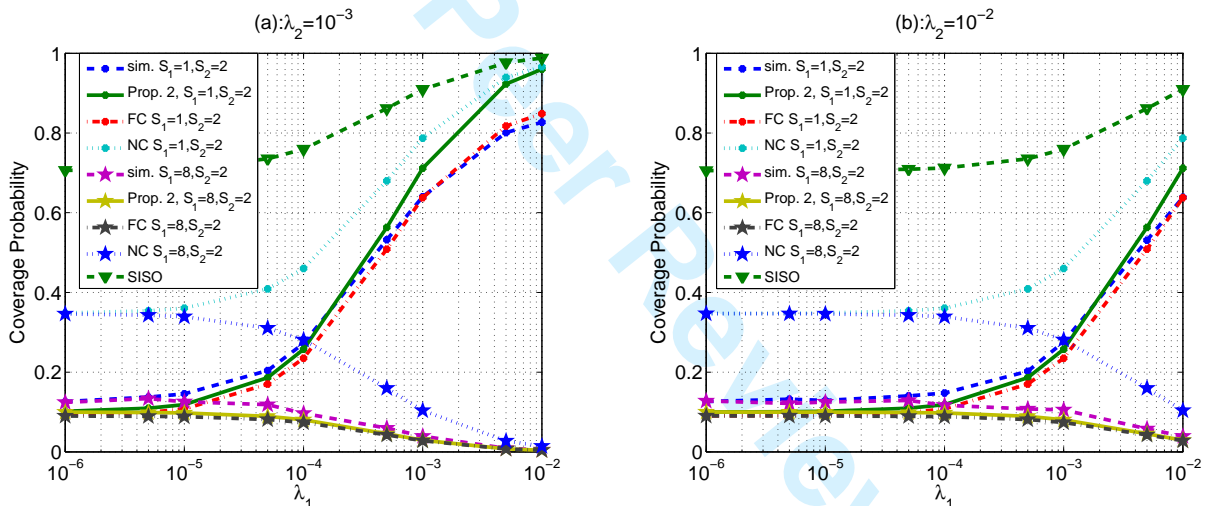 (a):λ₂=10⁻³
Coverage Probability
1
0.8
0.6
0.4
0.2
0
sim. S₁=1,S₂=2
Prop. 2, S₁=1,S₂=2
FC S₁=1,S₂=2
NC S₁=1,S₂=2
sim. S₁=8,S₂=2
Prop. 2, S₁=8,S₂=2
FC S₁=8,S₂=2
NC S₁=8,S₂=2
SISO
10⁻⁶ 10⁻⁵ 10⁻⁴ 10⁻³ 10⁻²
λ₁
(b):λ₂=10⁻²
Coverage Probability
1
0.8
0.6
0.4
0.2
0
sim. S₁=1,S₂=2
Prop. 2, S₁=1,S₂=2
FC S₁=1,S₂=2
NC S₁=1,S₂=2
sim. S₁=8,S₂=2
Prop. 2, S₁=8,S₂=2
FC S₁=8,S₂=2
NC S₁=8,S₂=2
SISO
10⁻⁶ 10⁻⁵ 10⁻⁴ 10⁻³ 10⁻²
λ₁
Peer Review